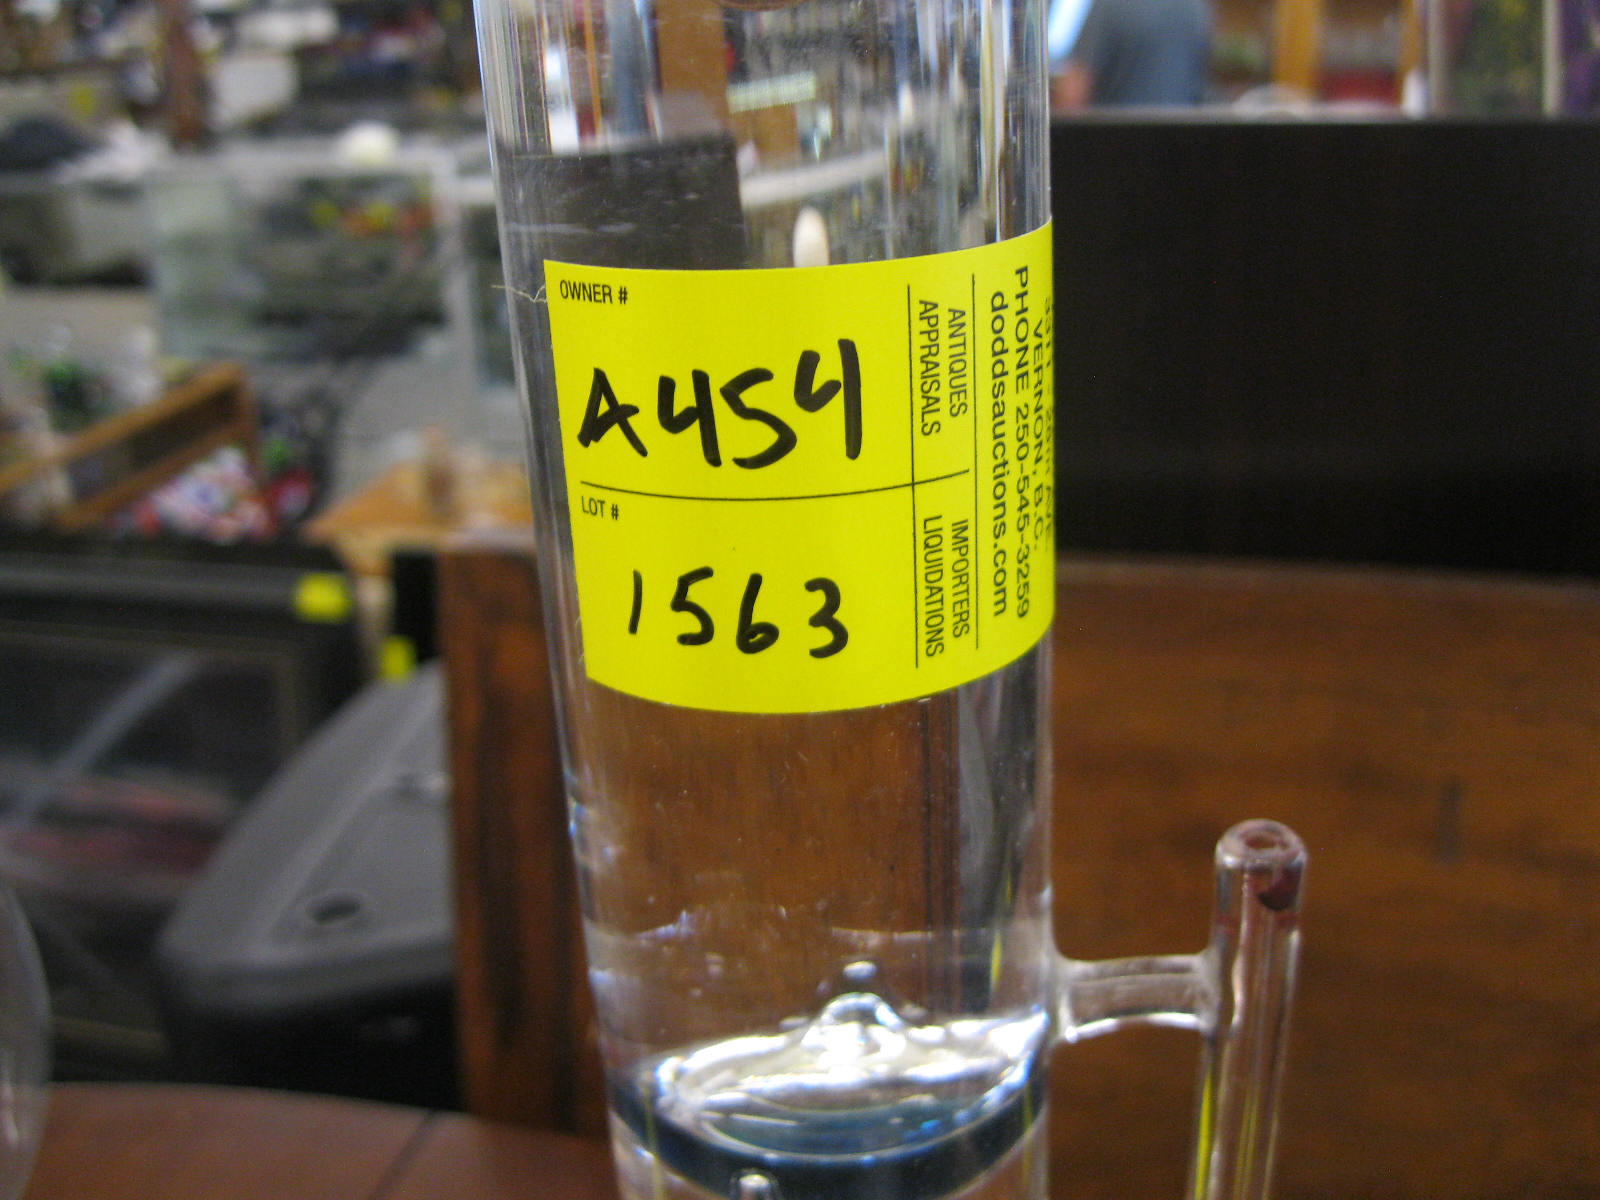 OWNER #
A454
LOT #
1563
ANTIQUES
APPRAISALS
IMPORTERS
LIQUIDATIONS
VERNON, B.C.
PHONE 250-545-3259
doddsauctions.com